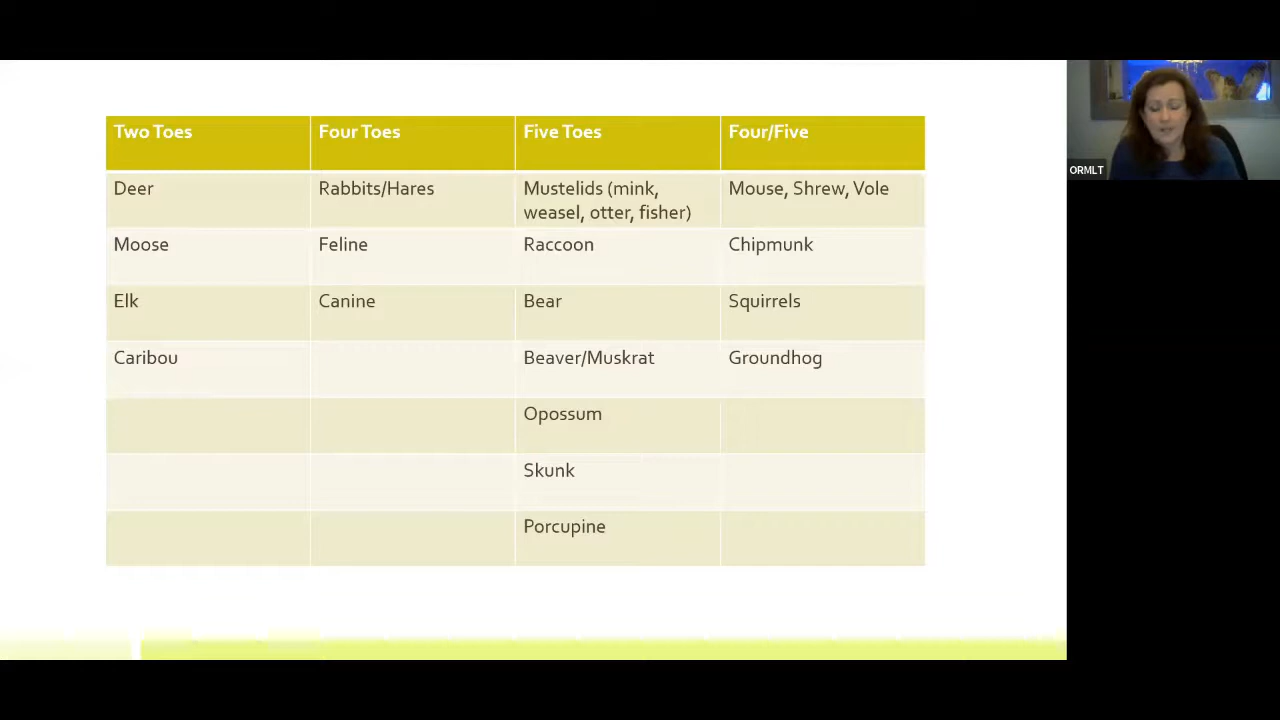 Two Toes Four Toes Five Toes Four/Five
Deer Rabbits/Hares Mustelids (mink, Mouse, Shrew, Vole
weasel, otter, fisher)
Moose Feline Raccoon Chipmunk
Elk Canine Bear Squirrels
Caribou Beaver/Muskrat Groundhog
Opossum
Skunk
Porcupine
ORMLT